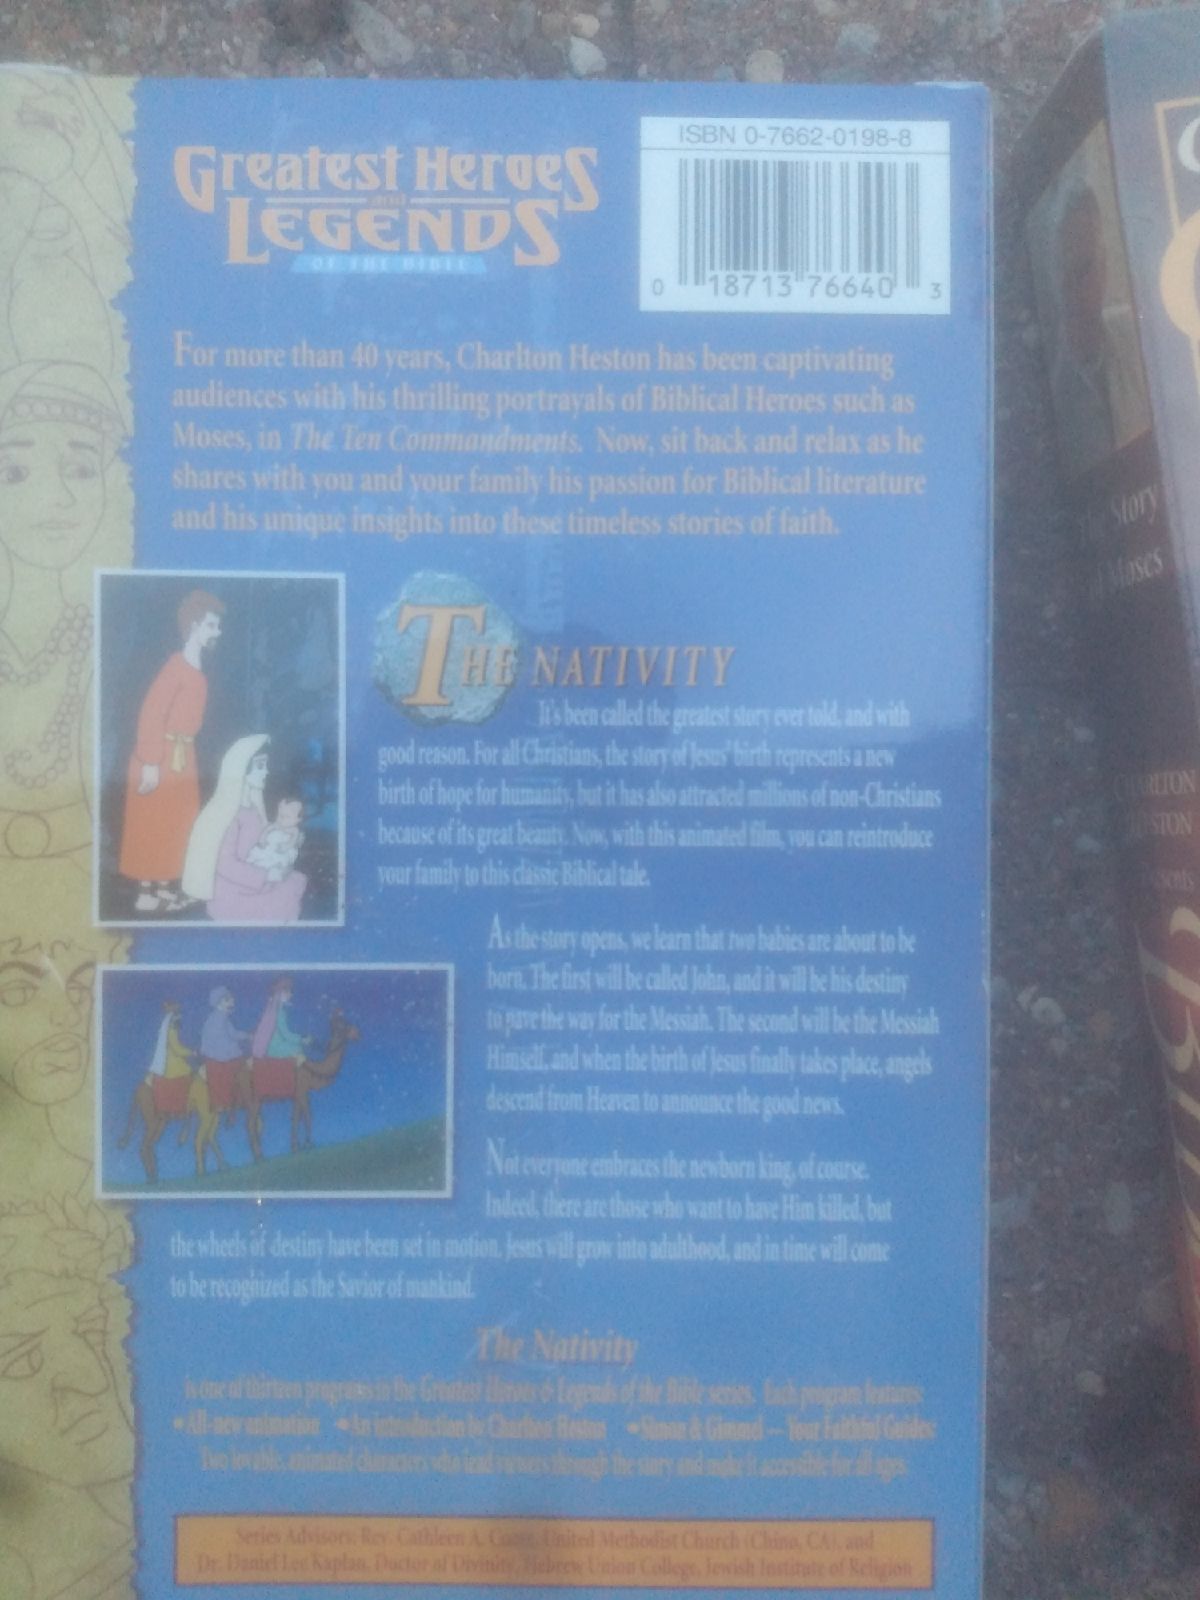 ISBN 0-7662-0198-8
Greatest Heroes
and
LEGENDS
OF THE BIBLE
0 18713 76640 3
For more than 40 years, Charlton Heston has been captivating
audiences with his thrilling portrayals of Biblical Heroes such as
Moses, in The Ten Commandments. Now, sit back and relax as he
shares with you and your family his passion for Biblical literature
and his unique insights into these timeless stories of faith.
The Story
of Moses
THE NATIVITY
It's been called the greatest story ever told, and with
good reason. For all Christians, the story of Jesus' birth represents a new
birth of hope for humanity, but it has also attracted millions of non-Christians
because of its great beauty. Now, with this animated film, you can reintroduce
your family to this classic Biblical tale.
CHARLTON
HESTON
As the story opens, we learn that two babies are about to be
born. The first will be called John, and it will be his destiny
to pave the way for the Messiah. The second will be the Messiah
Himself, and when the birth of Jesus finally takes place, angels
descend from Heaven to announce the good news.
Not everyone embraces the newborn king, of course.
Indeed, there are those who want to have Him killed, but
the wheels of destiny have been set in motion. Jesus will grow into adulthood, and in time will come
to be recognized as the Savior of mankind.
The Nativity
is one of thirteen programs in the Greatest Heroes & Legends of the Bible series. Each program features:
•All-new animation •An introduction by Charlton Heston •Simon & Gimmel — Your Faithful Guides:
Two lovable, animated characters who lead viewers through the story and make it accessible for all ages.
Series Advisors: Rev. Cathleen A. United Methodist Church (Chino, CA), and
Dr. Daniel Lee Kaplan, Doctor of Divinity, Hebrew Union College, Jewish Institute of Religion